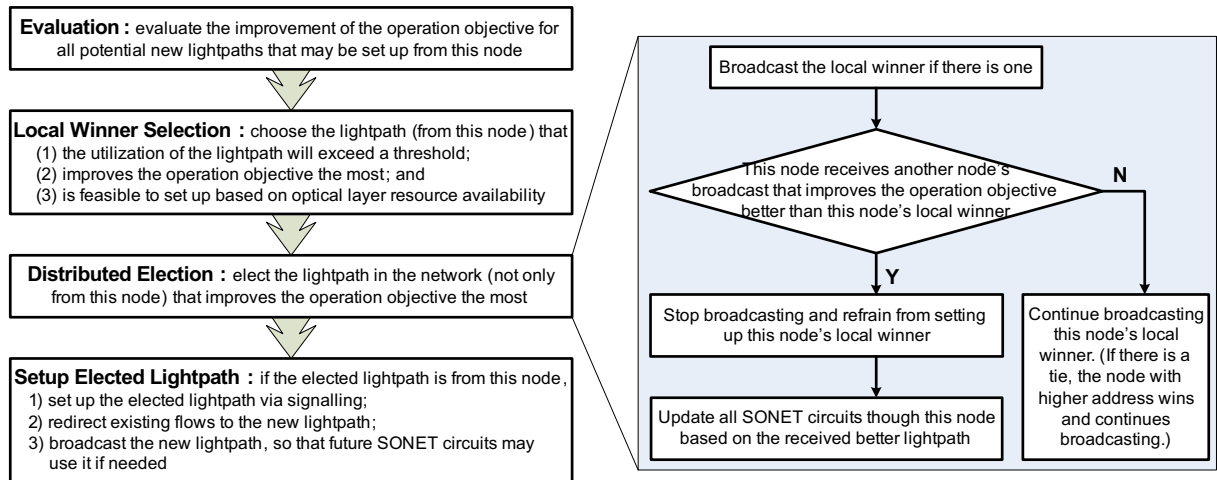 Evaluation : evaluate the improvement of the operation objective for
all potential new lightpaths that may be set up from this node
Local Winner Selection : choose the lightpath (from this node) that
(1) the utilization of the lightpath will exceed a threshold;
(2) improves the operation objective the most; and
(3) is feasible to set up based on optical layer resource availability
Distributed Election : elect the lightpath in the network (not only
from this node) that improves the operation objective the most
Setup Elected Lightpath : if the elected lightpath is from this node,
1) set up the elected lightpath via signalling;
2) redirect existing flows to the new lightpath;
3) broadcast the new lightpath, so that future SONET circuits may
use it if needed
Broadcast the local winner if there is one
This node receives another node's
broadcast that improves the operation objective
better than this node's local winner
N
Y
Stop broadcasting and refrain from setting
up this node's local winner
Update all SONET circuits though this node
based on the received better lightpath
Continue broadcasting
this node's local
winner. (If there is a
tie, the node with
higher address wins
and continues
broadcasting.)